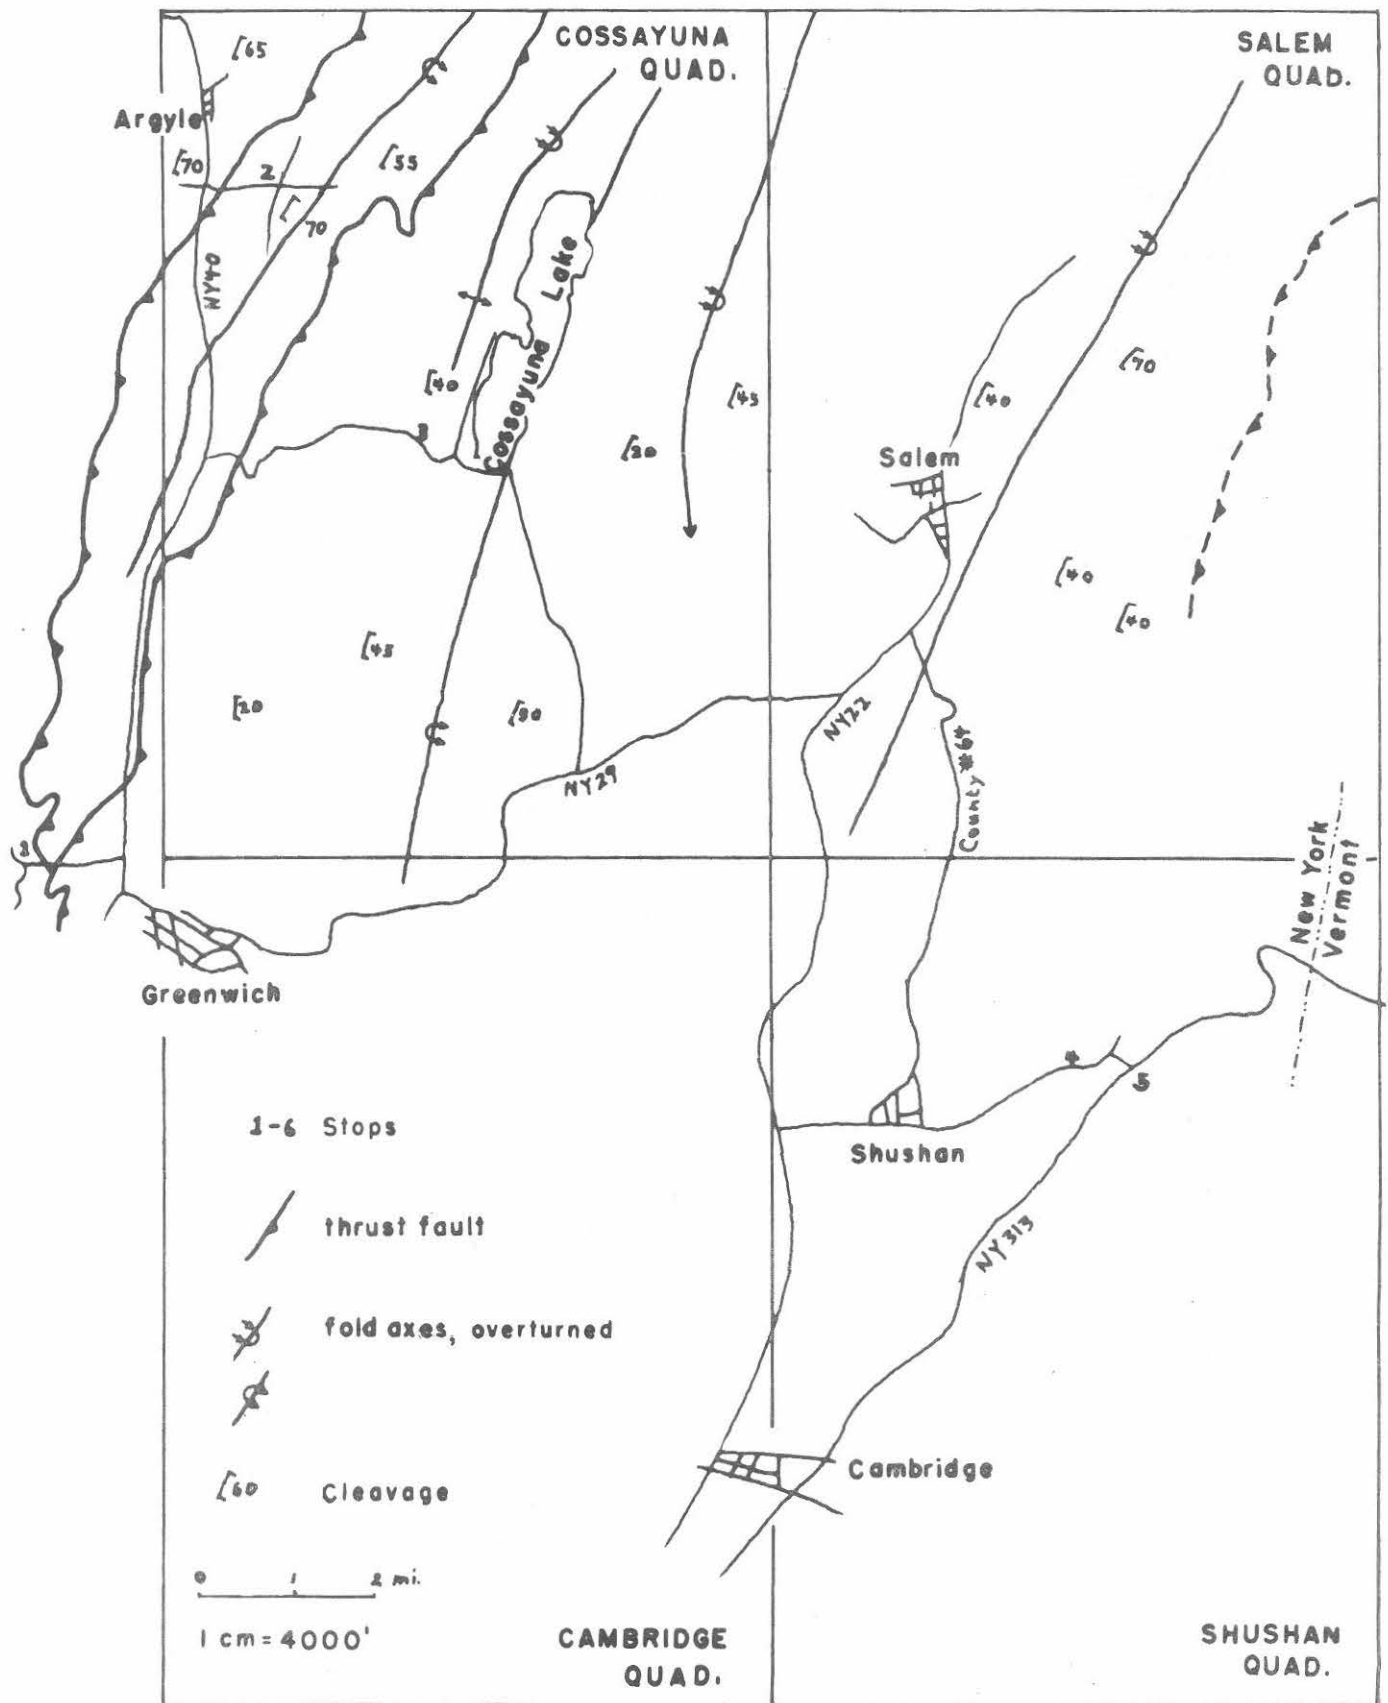 COSSAYUNA
QUAD.
SALEM
QUAD.
[65
Argyle
[70
2
[55
[
70
NY40
Lake
Cossayuna
[40
[45
3
[20
[70
[40
Salem
[40
[40
[45
[20
[50
NY22
NY29
County #64
1
New York
Vermont
Greenwich
4
5
Shushan
1-6 Stops
thrust fault
NY313
fold axes, overturned
Cambridge
[60 Cleavage
0 1 2 mi.
1 cm = 4000'
CAMBRIDGE
QUAD.
SHUSHAN
QUAD.